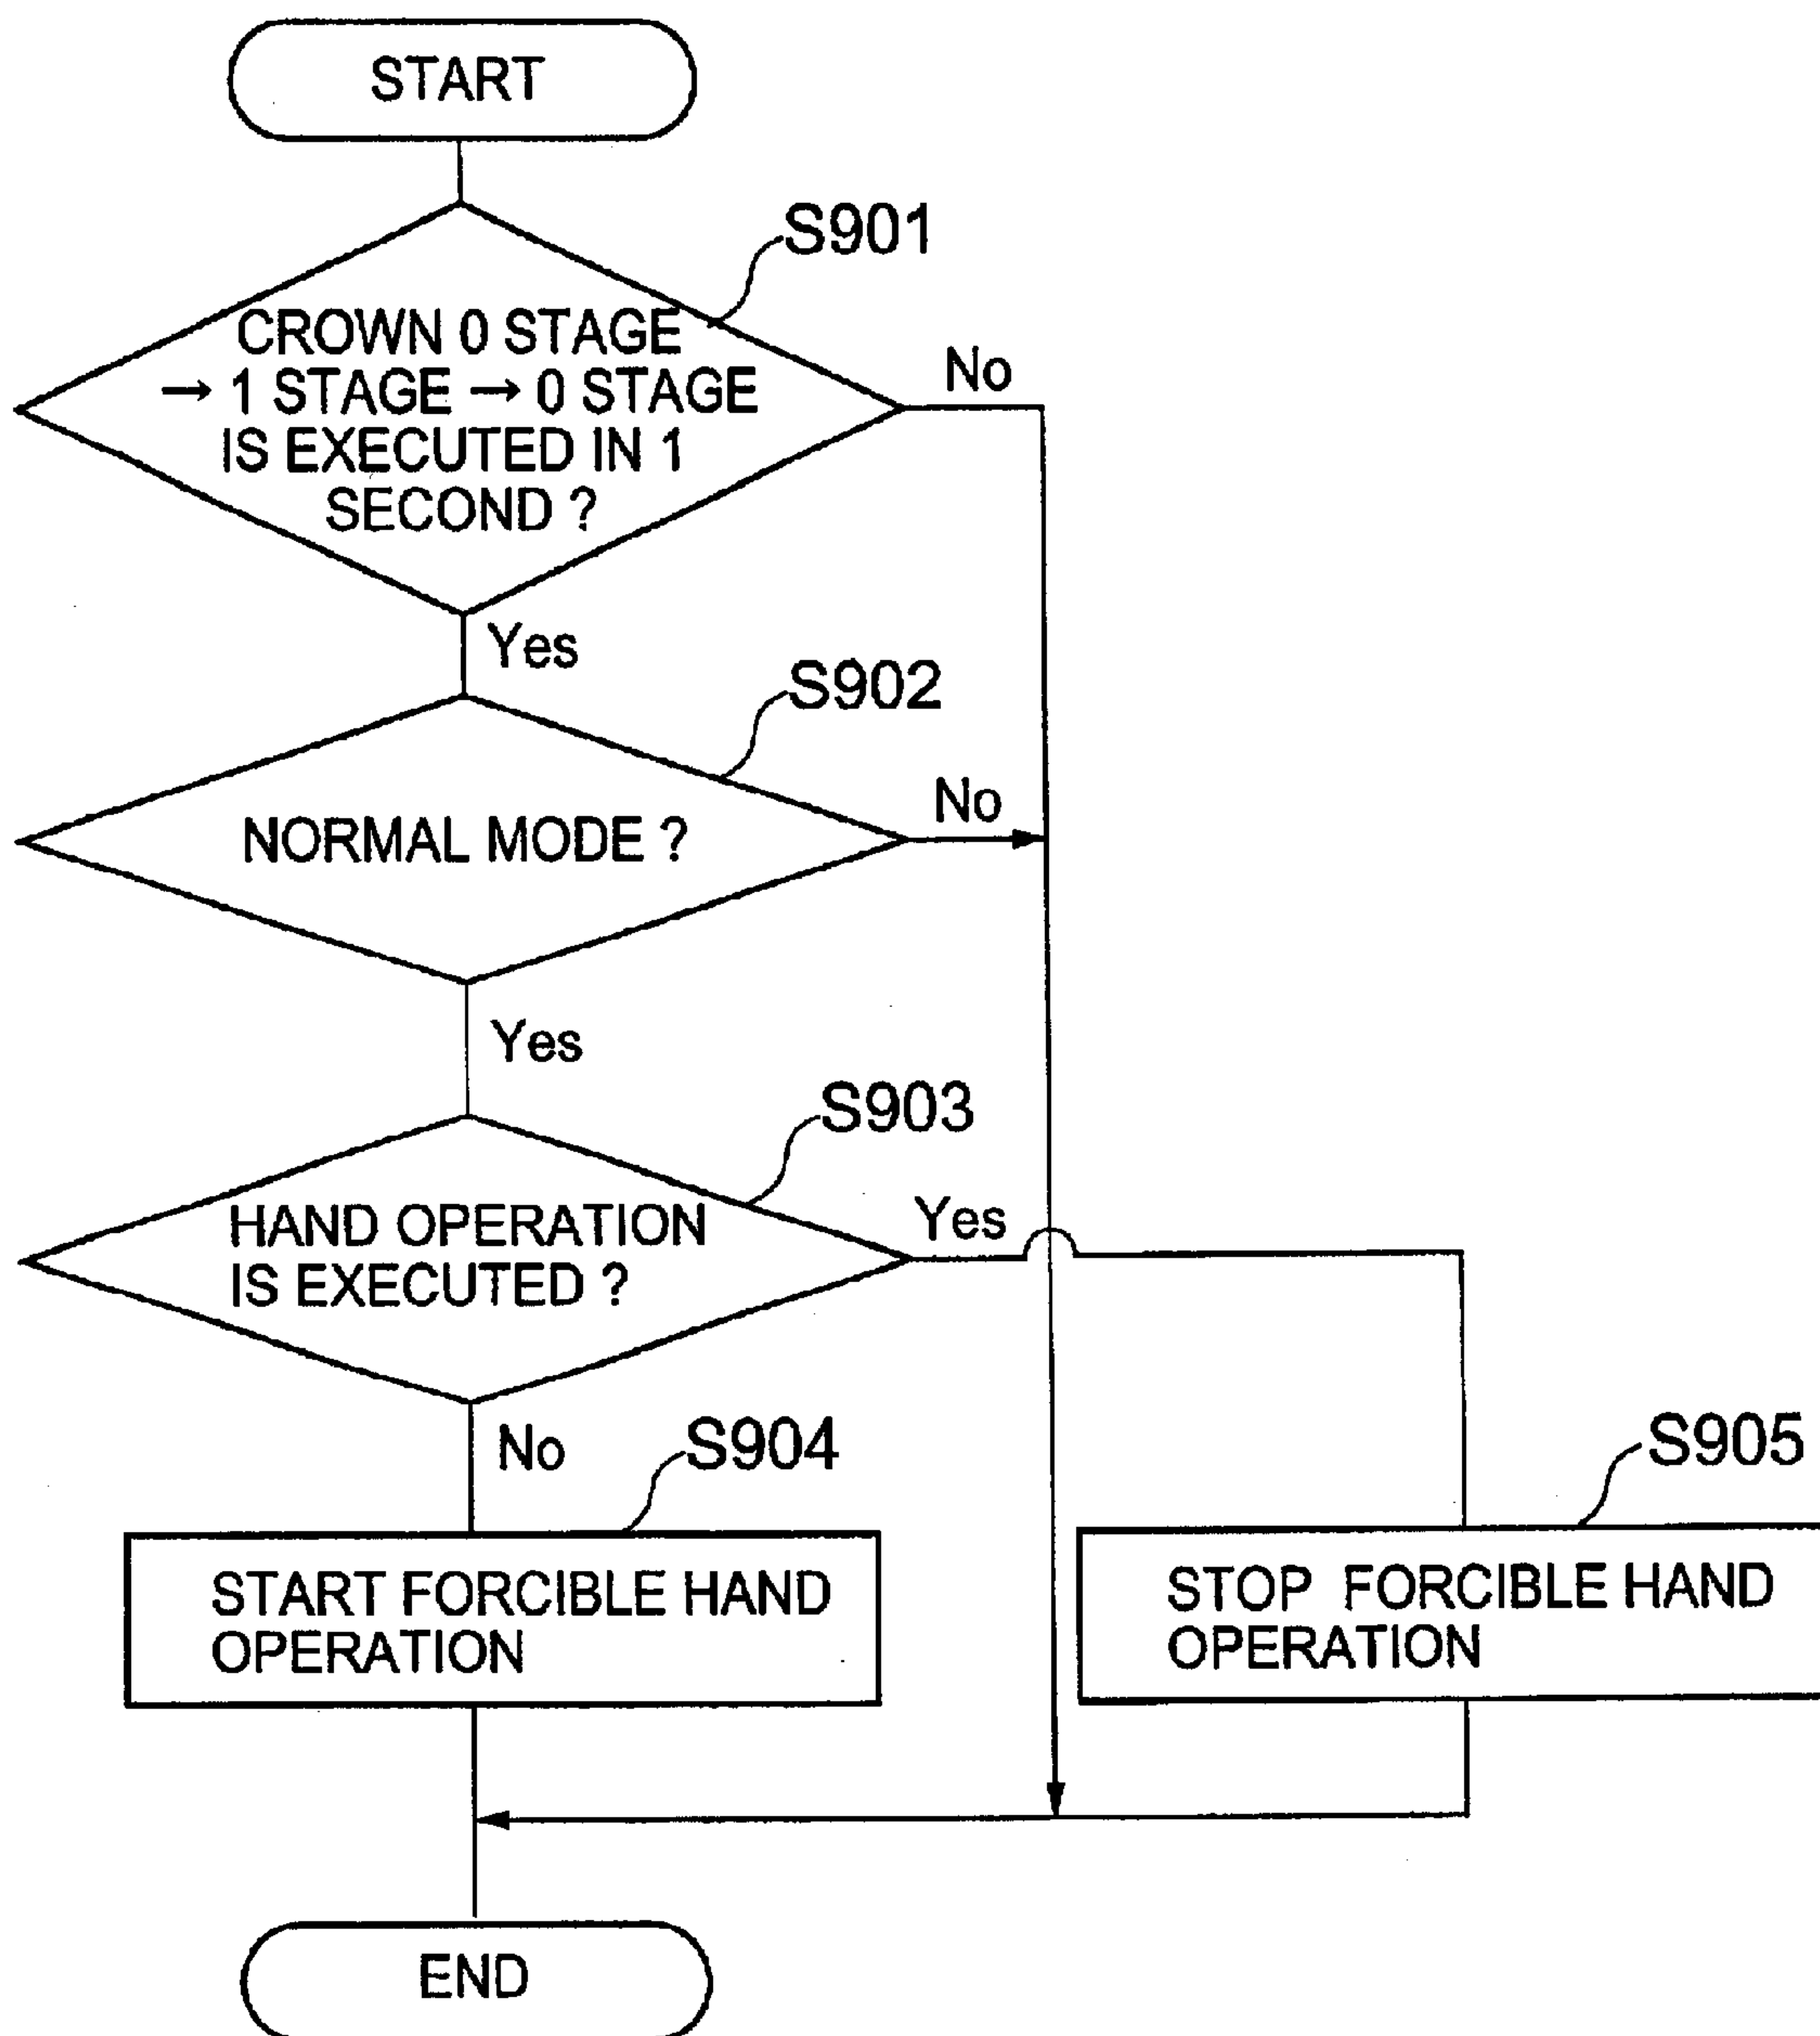 START
S901
CROWN 0 STAGE
→ 1 STAGE → 0 STAGE
IS EXECUTED IN 1
SECOND ?
No
Yes
S902
NORMAL MODE ?
No
Yes
S903
HAND OPERATION
IS EXECUTED ?
Yes
No
S904
S905
START FORCIBLE HAND
OPERATION
STOP FORCIBLE HAND
OPERATION
END